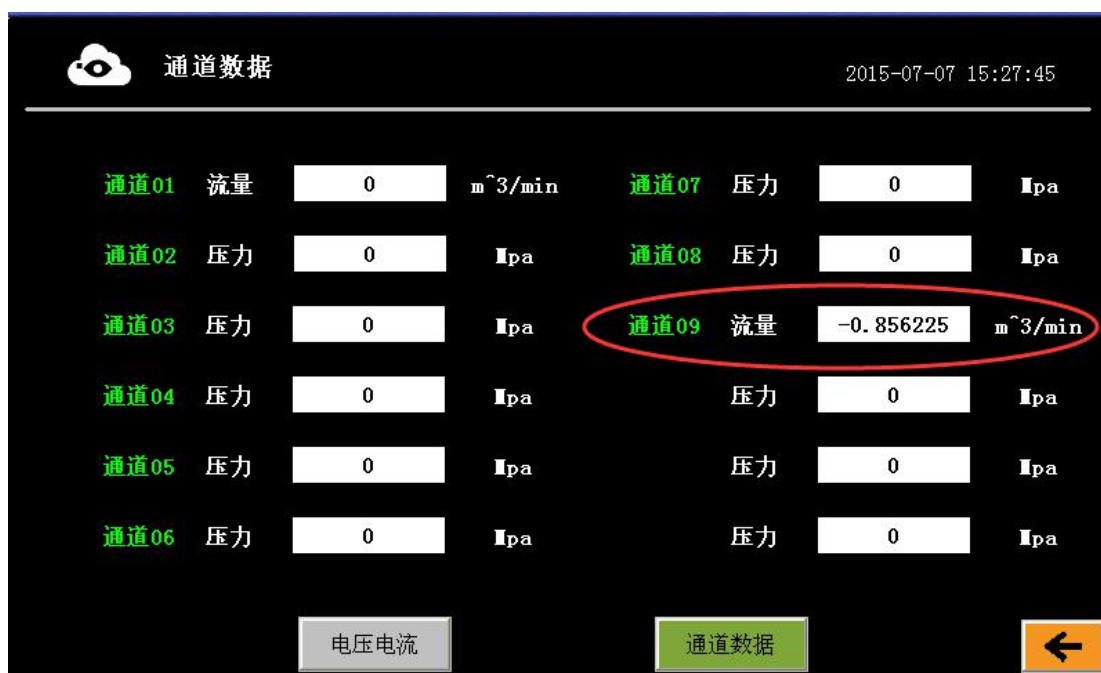 通道数据
2015-07-07 15:27:45
通道01 流量 0 m^3/min 通道07 压力 0 Mpa
通道02 压力 0 Mpa 通道08 压力 0 Mpa
通道03 压力 0 Mpa 通道09 流量 -0.856225 m^3/min
通道04 压力 0 Mpa 压力 0 Mpa
通道05 压力 0 Mpa 压力 0 Mpa
通道06 压力 0 Mpa 压力 0 Mpa
电压电流 通道数据